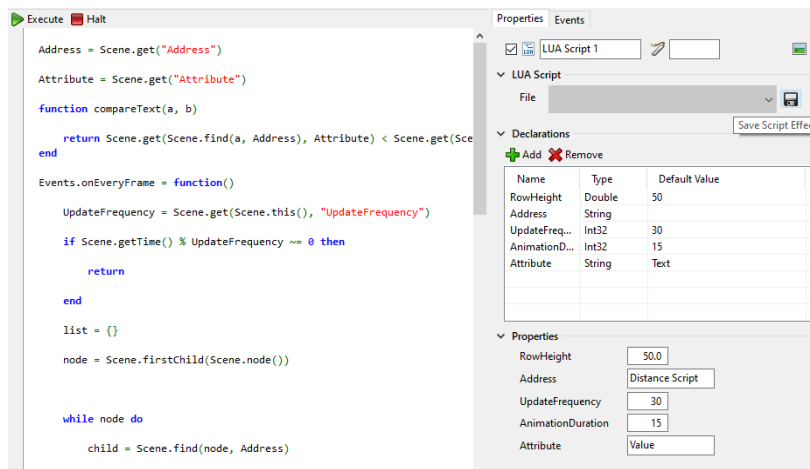 Execute Halt
Address = Scene.get("Address")
Attribute = Scene.get("Attribute")
function compareText(a, b)
return Scene.get(Scene.find(a, Address), Attribute) < Scene.get(Sce
end
Events.onEveryFrame = function()
UpdateFrequency = Scene.get(Scene.this(), "UpdateFrequency")
if Scene.getTime() % UpdateFrequency ~= 0 then
return
end
list = {}
node = Scene.firstChild(Scene.node())
while node do
child = Scene.find(node, Address)
Properties Events
LUA Script 1
LUA Script
File
Save Script Effe
Declarations
Add Remove
Name Type Default Value
RowHeight Double 50
Address String
UpdateFreq... Int32 30
AnimationD... Int32 15
Attribute String Text
Properties
RowHeight 50.0
Address Distance Script
UpdateFrequency 30
AnimationDuration 15
Attribute Value